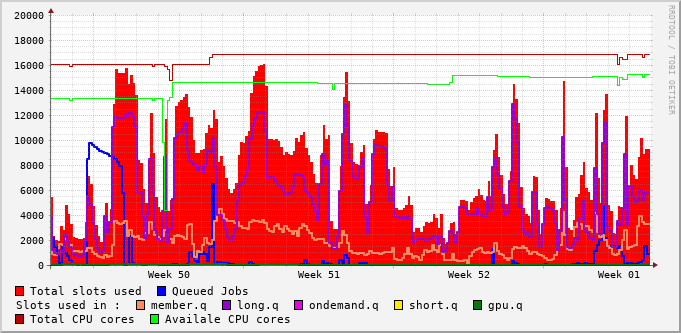 20000
18000
16000
14000
12000
10000
8000
6000
4000
2000
0
Week 50 Week 51 Week 52 Week 01
RRDTOOL / TOBI OETIKER
Total slots used Queued Jobs
Slots used in : member.q long.q ondemand.q short.q gpu.q
Total CPU cores Availale CPU cores